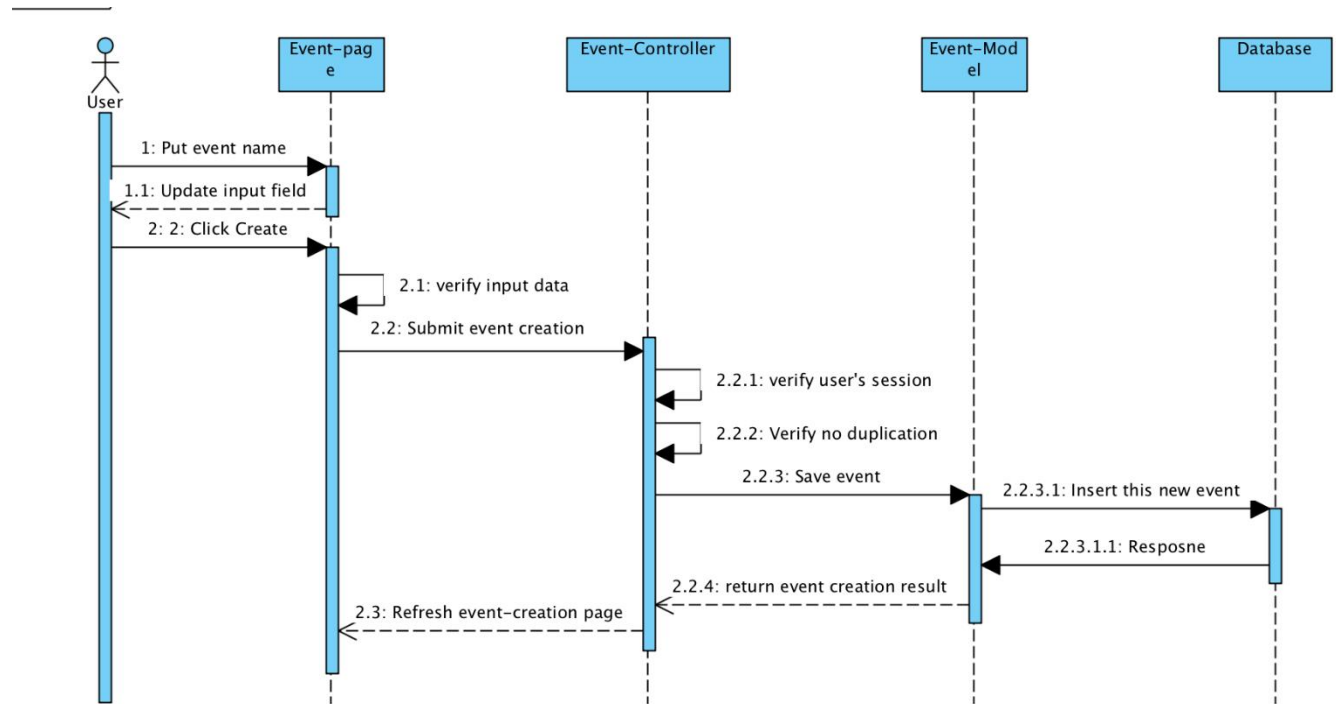 Event-pag
e
Event-Controller
Event-Mod
el
Database
User
1: Put event name
1.1: Update input field
2: 2: Click Create
2.1: verify input data
2.2: Submit event creation
2.2.1: verify user's session
2.2.2: Verify no duplication
2.2.3: Save event
2.2.3.1: Insert this new event
2.2.3.1.1: Resposne
2.2.4: return event creation result
2.3: Refresh event-creation page